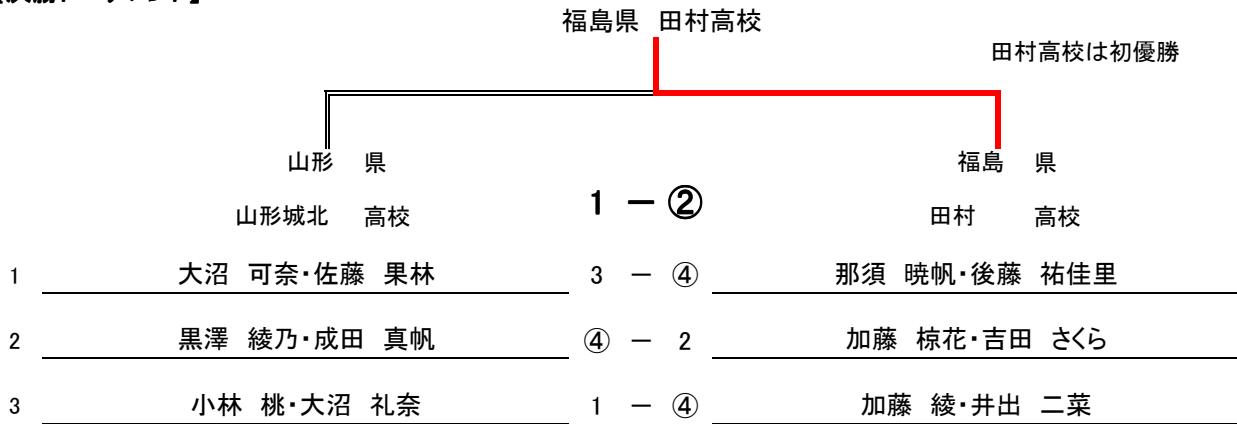 福島県 田村高校
田村高校は初優勝
山形 県 福島 県
1 － ②
山形城北 高校 田村 高校
1 大沼 可奈・佐藤 果林 3 － ④ 那須 暁帆・後藤 祐佳里
2 黒澤 綾乃・成田 真帆 ④ － 2 加藤 椋花・吉田 さくら
3 小林 桃・大沼 礼奈 1 － ④ 加藤 綾・井出 二菜